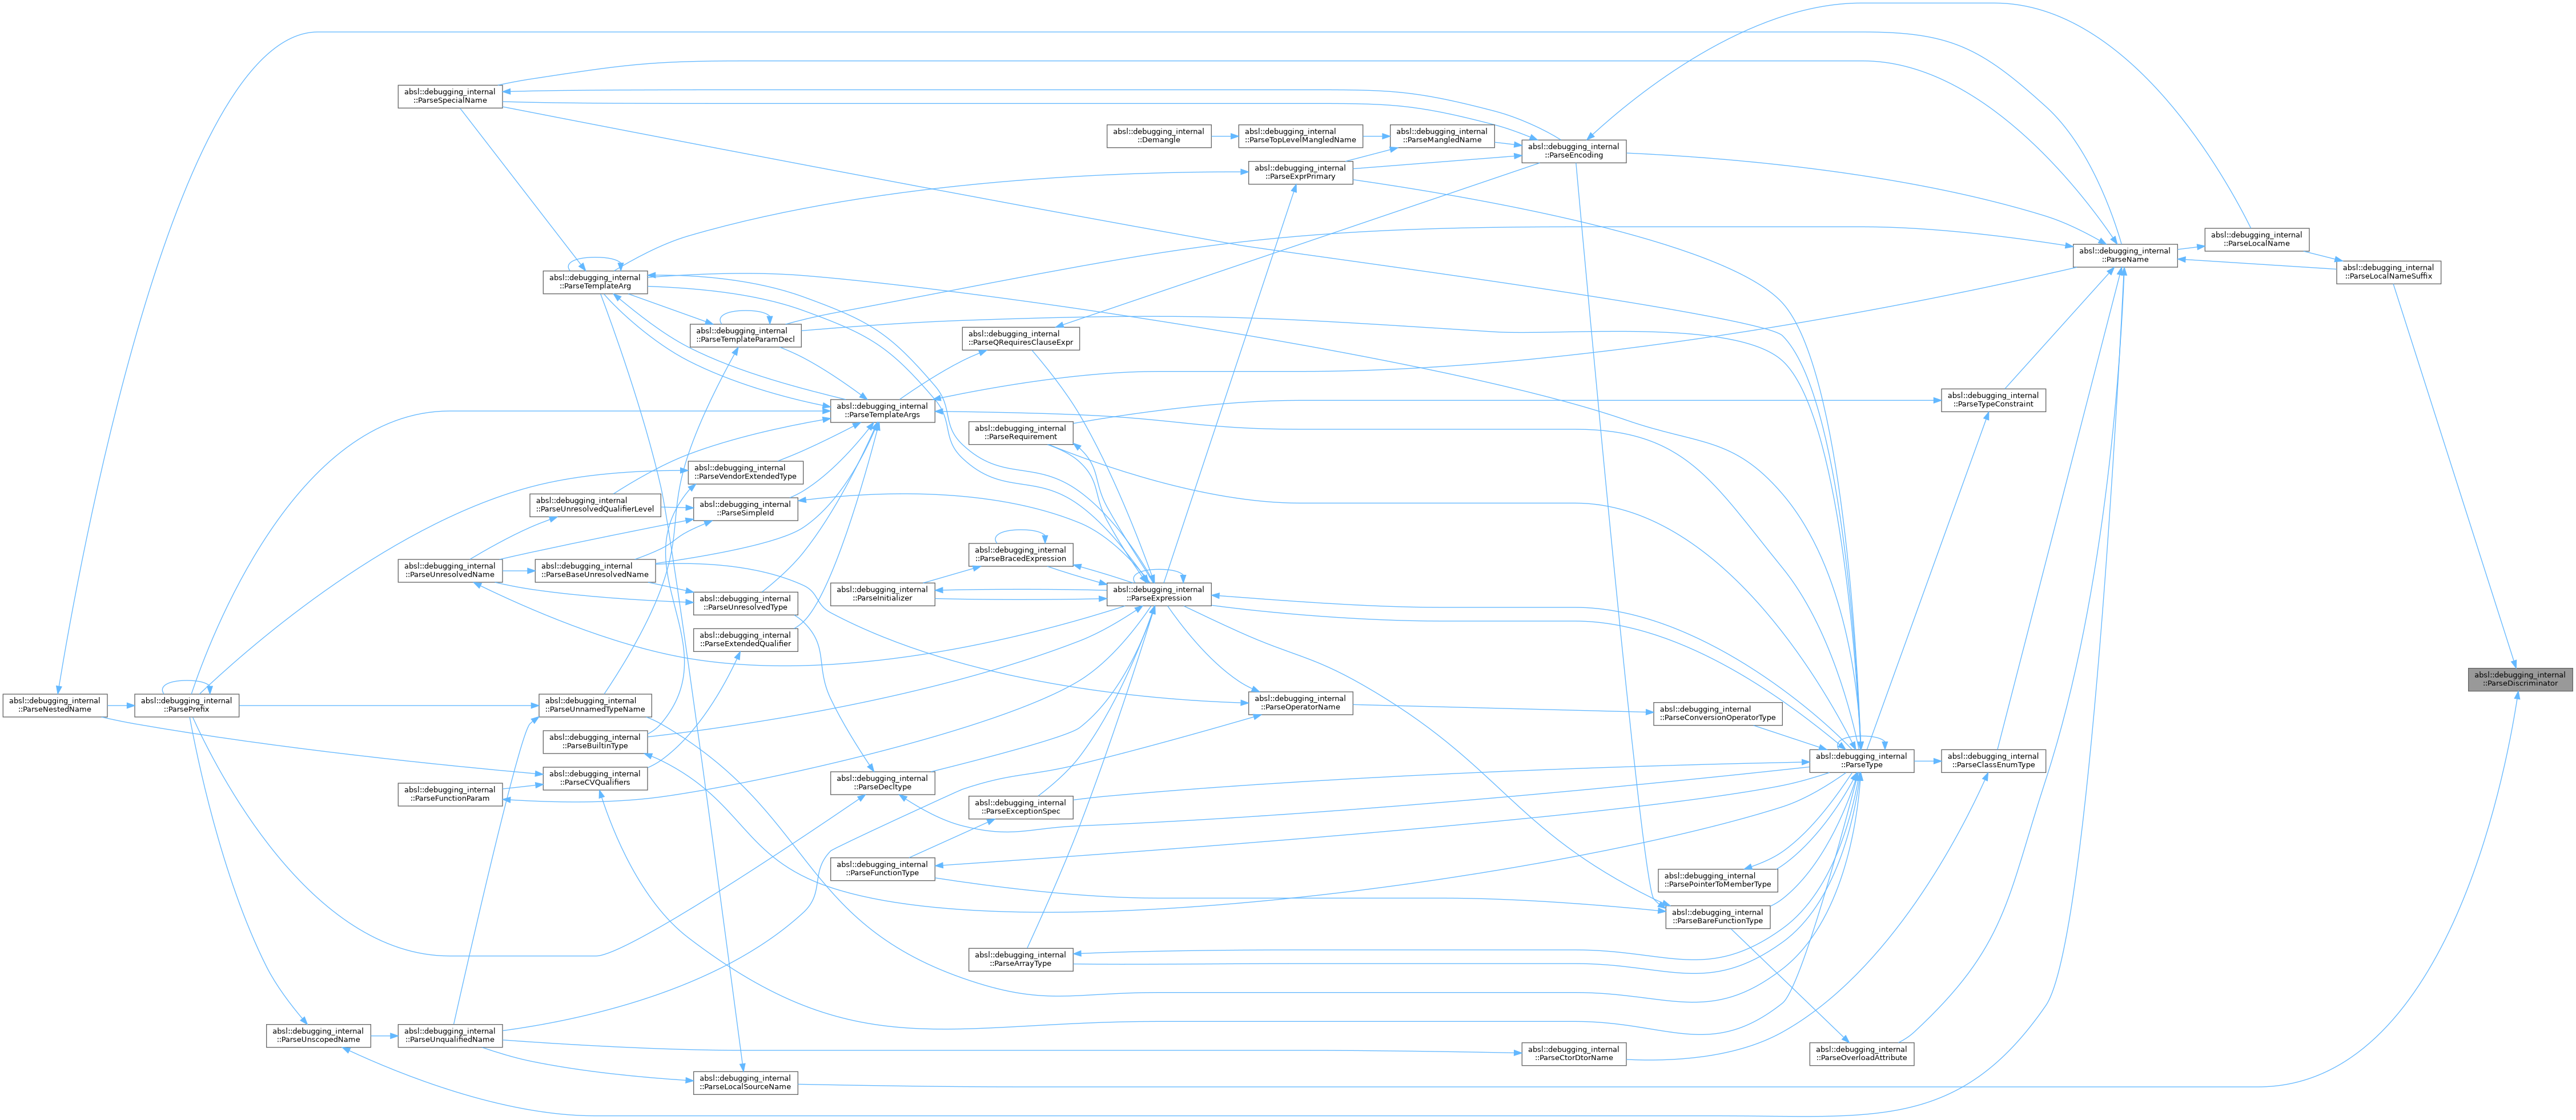 absl::debugging_internal
::ParseSpecialName
absl::debugging_internal
::Demangle
absl::debugging_internal
::ParseTopLevelMangledName
absl::debugging_internal
::ParseMangledName
absl::debugging_internal
::ParseEncoding
absl::debugging_internal
::ParseExprPrimary
absl::debugging_internal
::ParseLocalName
absl::debugging_internal
::ParseName
absl::debugging_internal
::ParseLocalNameSuffix
absl::debugging_internal
::ParseTemplateArg
absl::debugging_internal
::ParseTemplateParamDecl
absl::debugging_internal
::ParseQRequiresClauseExpr
absl::debugging_internal
::ParseTypeConstraint
absl::debugging_internal
::ParseTemplateArgs
absl::debugging_internal
::ParseRequirement
absl::debugging_internal
::ParseVendorExtendedType
absl::debugging_internal
::ParseUnresolvedQualifierLevel
absl::debugging_internal
::ParseSimpleId
absl::debugging_internal
::ParseBracedExpression
absl::debugging_internal
::ParseUnresolvedName
absl::debugging_internal
::ParseBaseUnresolvedName
absl::debugging_internal
::ParseInitializer
absl::debugging_internal
::ParseExpression
absl::debugging_internal
::ParseUnresolvedType
absl::debugging_internal
::ParseExtendedQualifier
absl::debugging_internal
::ParseDiscriminator
absl::debugging_internal
::ParseNestedName
absl::debugging_internal
::ParsePrefix
absl::debugging_internal
::ParseUnnamedTypeName
absl::debugging_internal
::ParseOperatorName
absl::debugging_internal
::ParseConversionOperatorType
absl::debugging_internal
::ParseBuiltinType
absl::debugging_internal
::ParseType
absl::debugging_internal
::ParseClassEnumType
absl::debugging_internal
::ParseCVQualifiers
absl::debugging_internal
::ParseDecltype
absl::debugging_internal
::ParseFunctionParam
absl::debugging_internal
::ParseExceptionSpec
absl::debugging_internal
::ParseFunctionType
absl::debugging_internal
::ParsePointerToMemberType
absl::debugging_internal
::ParseBareFunctionType
absl::debugging_internal
::ParseArrayType
absl::debugging_internal
::ParseUnscopedName
absl::debugging_internal
::ParseUnqualifiedName
absl::debugging_internal
::ParseCtorDtorName
absl::debugging_internal
::ParseOverloadAttribute
absl::debugging_internal
::ParseLocalSourceName